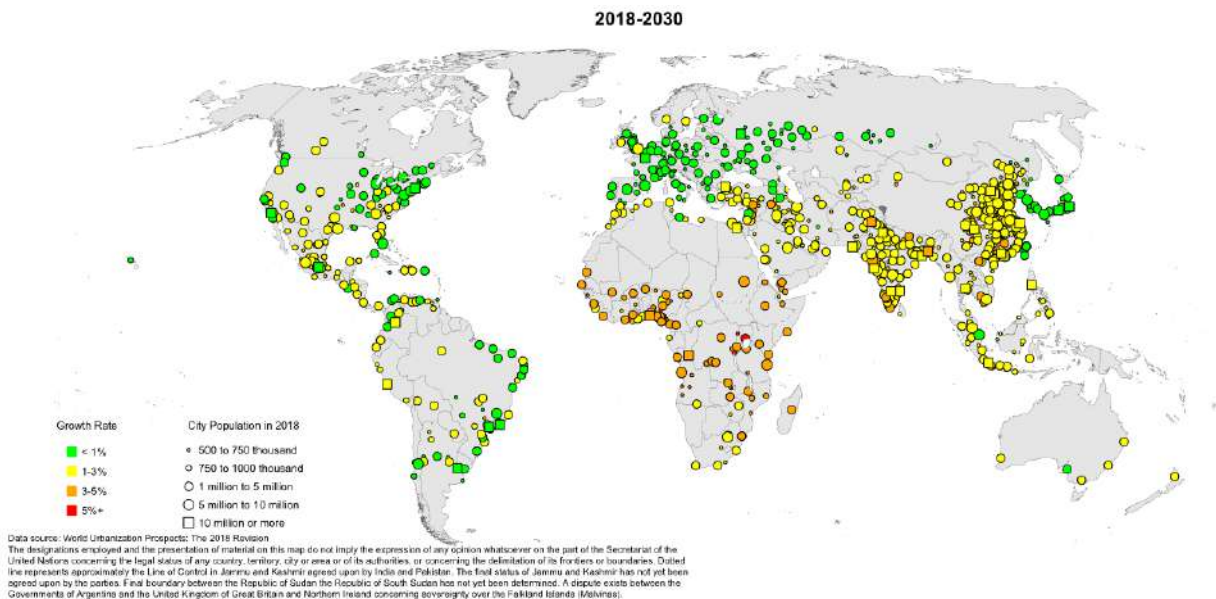 2018-2030
Growth Rate
< 1%
1-3%
3-5%
5%+
City Population in 2018
500 to 750 thousand
750 to 1000 thousand
1 million to 5 million
5 million to 10 million
10 million or more
Data source: World Urbanization Prospects: The 2018 Revision
The designations employed and the presentation of material on this map do not imply the expression of any opinion whatsoever on the part of the Secretariat of the
United Nations concerning the legal status of any country, territory, city or area or of its authorities, or concerning the delimitation of its frontiers or boundaries. Dotted
line represents approximately the Line of Control in Jammu and Kashmir agreed upon by India and Pakistan. The final status of Jammu and Kashmir has not yet been
agreed upon by the parties. Final boundary between the Republic of Sudan the Republic of South Sudan has not yet been determined. A dispute exists between the
Governments of Argentina and the United Kingdom of Great Britain and Northern Ireland concerning sovereignty over the Falkland Islands (Malvinas).